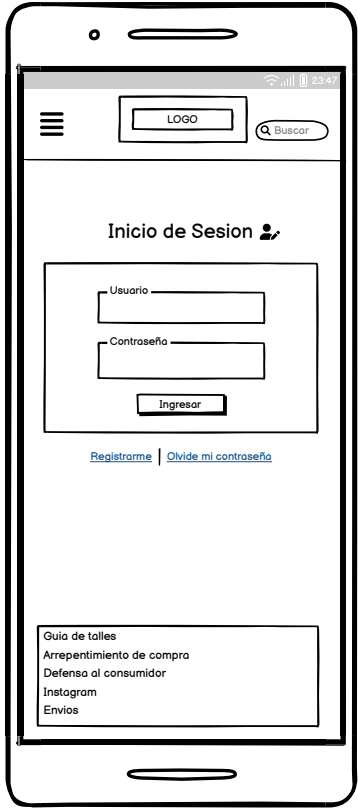 23:47
LOGO
Buscar
Inicio de Sesion
Usuario
Contraseña
Ingresar
Registrarme | Olvide mi contraseña
Guia de talles
Arrepentimiento de compra
Defensa al consumidor
Instagram
Envios